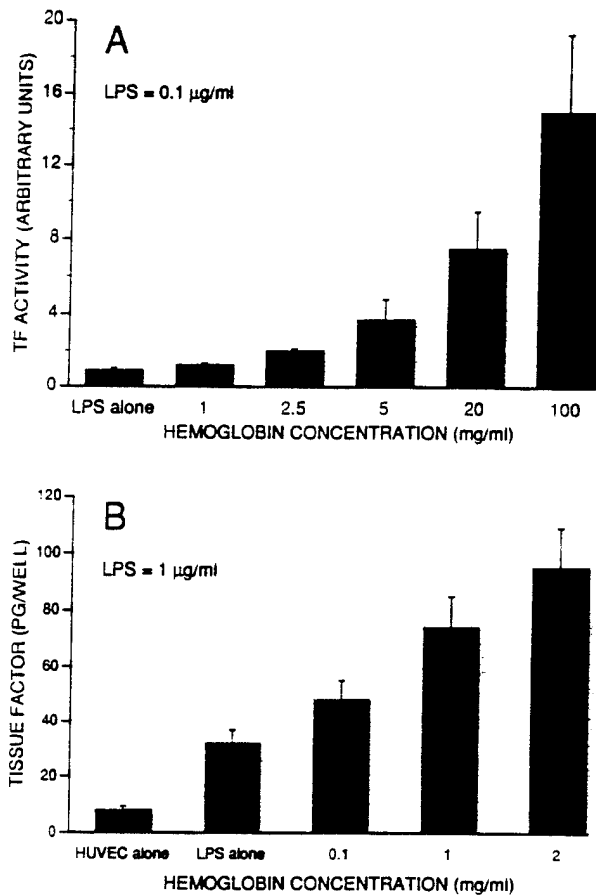 20
A
16
LPS = 0.1 µg/ml
12
8
4
0
TF ACTIVITY (ARBITRARY UNITS)
LPS alone 1 2.5 5 20 100
HEMOGLOBIN CONCENTRATION (mg/ml)
120
B
100
LPS = 1 µg/ml
80
60
40
20
0
TISSUE FACTOR (PG/WELL)
HUVEC alone LPS alone 0.1 1 2
HEMOGLOBIN CONCENTRATION (mg/ml)